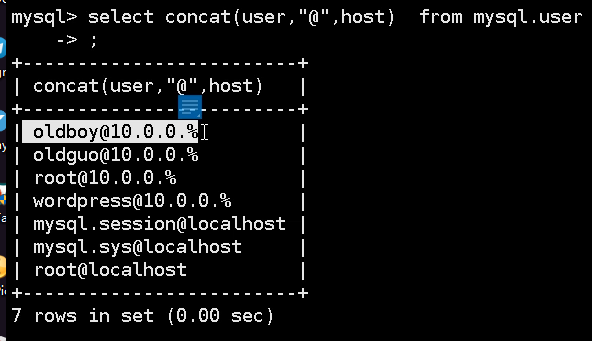 mysql> select concat(user,"@",host)  from mysql.user
    -> ;
+-------------------------+
| concat(user,"@",host)   |
+-------------------------+
| oldboy@10.0.0.%         |
| oldguo@10.0.0.%         |
| root@10.0.0.%           |
| wordpress@10.0.0.%      |
| mysql.session@localhost |
| mysql.sys@localhost     |
| root@localhost          |
+-------------------------+
7 rows in set (0.00 sec)